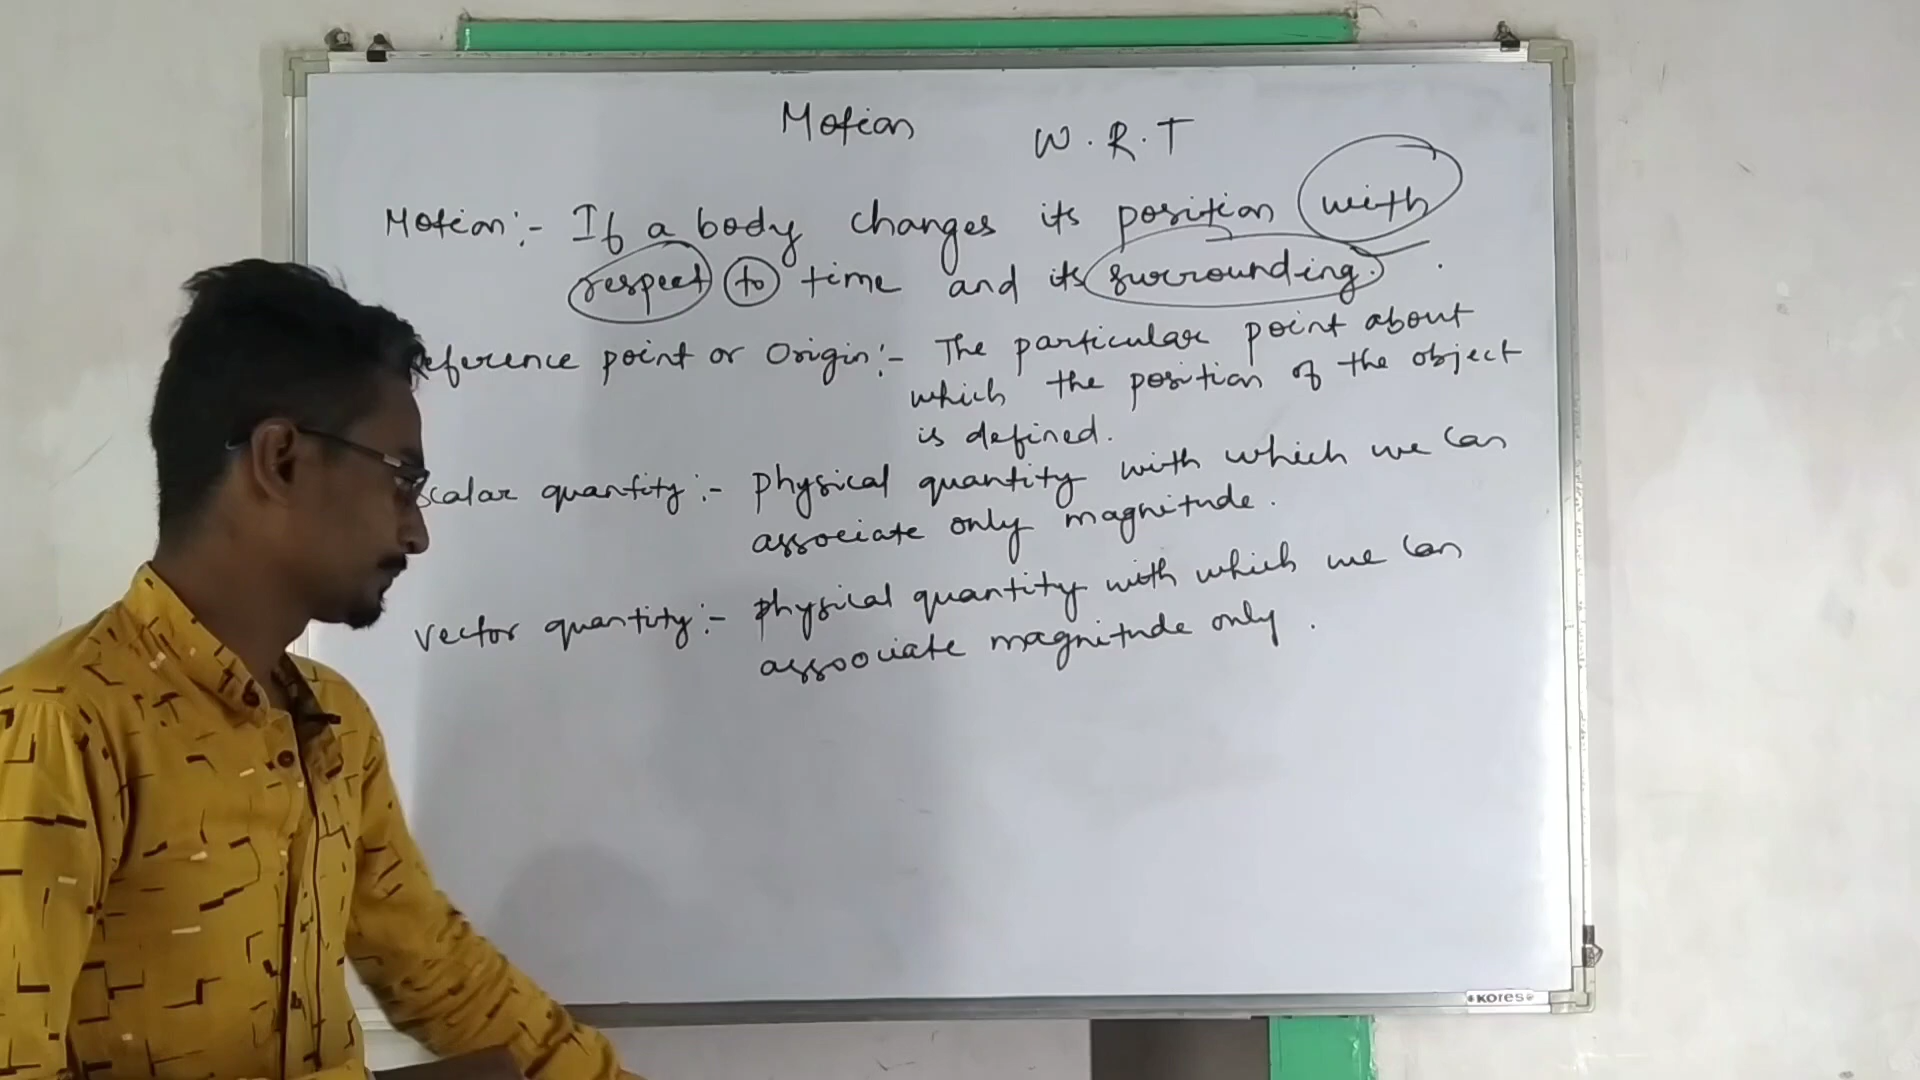 Motion
W.R.T
Motion:- If a body changes its position with
respect to time and its surrounding.
eference point or Origin:- The particular point about
which the position of the object
is defined.
scalar quantity:- physical quantity with which we can
associate only magnitude.
vector quantity:- physical quantity with which we can
assoouate magnitude only.
KORES